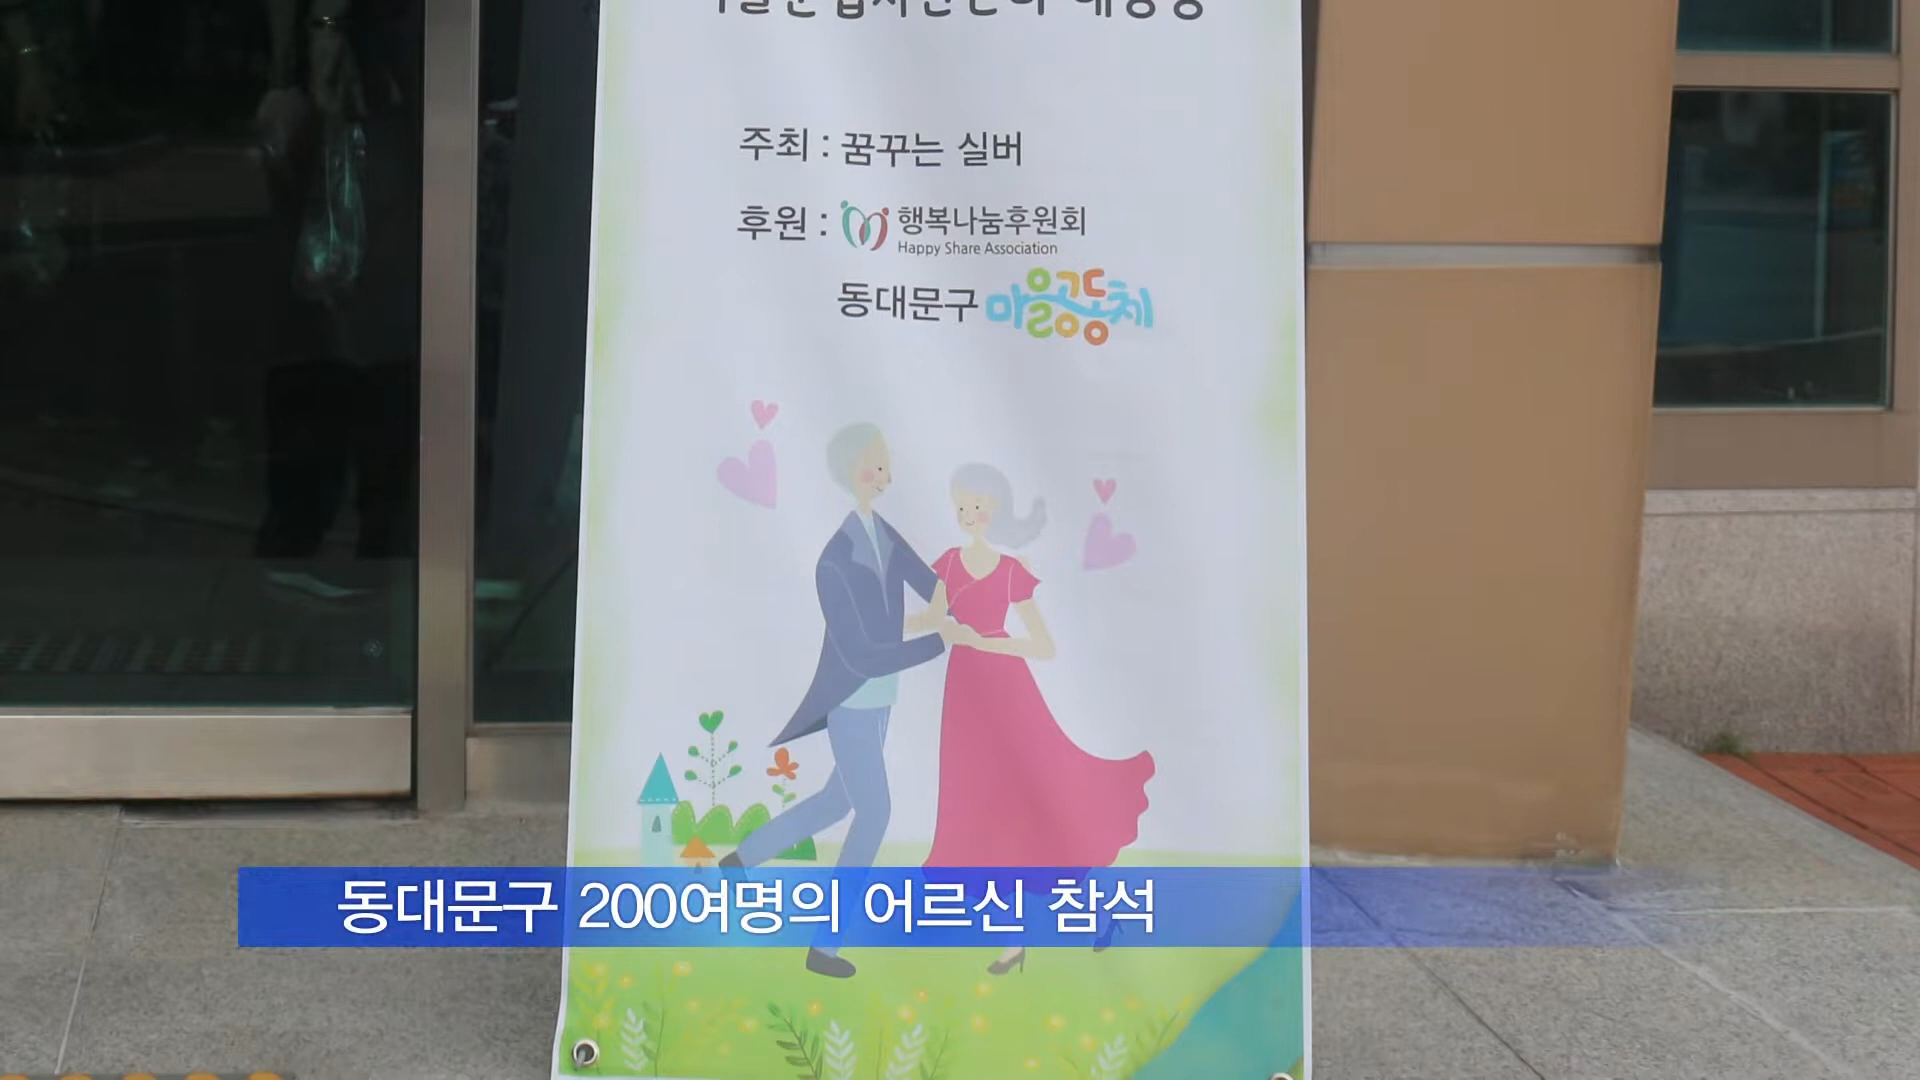 주최 : 꿈꾸는 실버
후원 : 행복나눔후원회
Happy Share Association
동대문구 마을공동체
동대문구 200여명의 어르신 참석